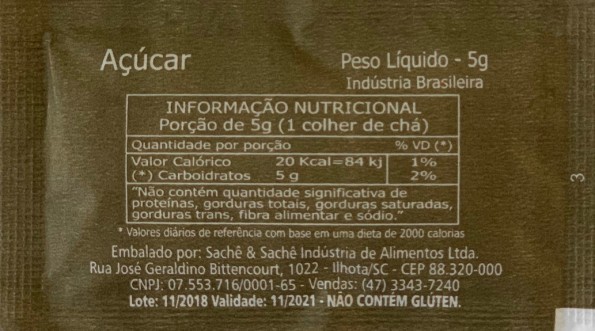 Açúcar
Peso Líquido - 5g
Indústria Brasileira
INFORMAÇÃO NUTRICIONAL
Porção de 5g (1 colher de chá)
Quantidade por porção % VD (*)
Valor Calórico 20 Kcal=84 kj 1%
(*) Carboidratos 5 g 2%
"Não contém quantidade significativa de
proteínas, gorduras totais, gorduras saturadas,
gorduras trans, fibra alimentar e sódio."
* Valores diários de referência com base em uma dieta de 2000 calorias
Embalado por: Sachê & Sachê Indústria de Alimentos Ltda.
Rua José Geraldino Bittencourt, 1022 - Ilhota/SC - CEP 88.320-000
CNPJ: 07.553.716/0001-65 - Vendas: (47) 3343-7240
Lote: 11/2018 Validade: 11/2021 - NÃO CONTÉM GLÚTEN.
3